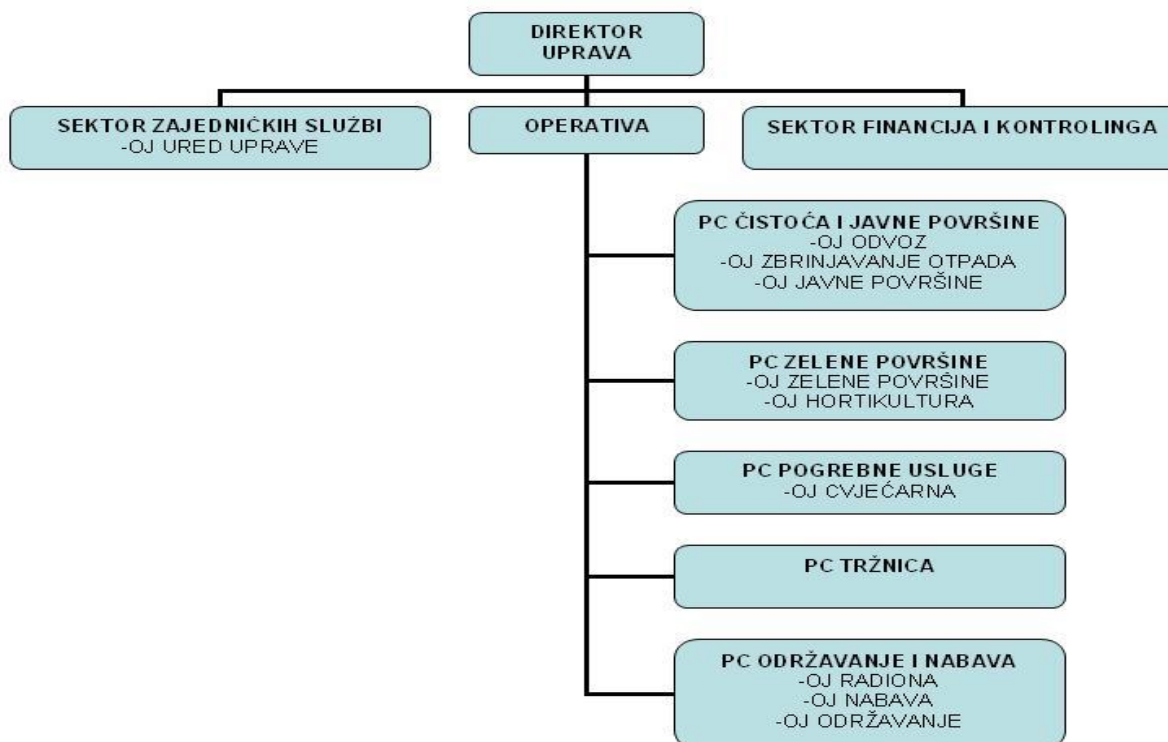 DIREKTOR
UPRAVA
SEKTOR ZAJEDNIČKIH SLUŽBI
-OJ URED UPRAVE
OPERATIVA
SEKTOR FINANCIJA I KONTROLINGA
PC ČISTOĆA I JAVNE POVRŠINE
-OJ ODVOZ
-OJ ZBRINJAVANJE OTPADA
-OJ JAVNE POVRŠINE
PC ZELENE POVRŠINE
-OJ ZELENE POVRŠINE
-OJ HORTIKULTURA
PC POGREBNE USLUGE
-OJ CVJEĆARNA
PC TRŽNICA
PC ODRŽAVANJE I NABAVA
-OJ RADIONA
-OJ NABAVA
-OJ ODRŽAVANJE